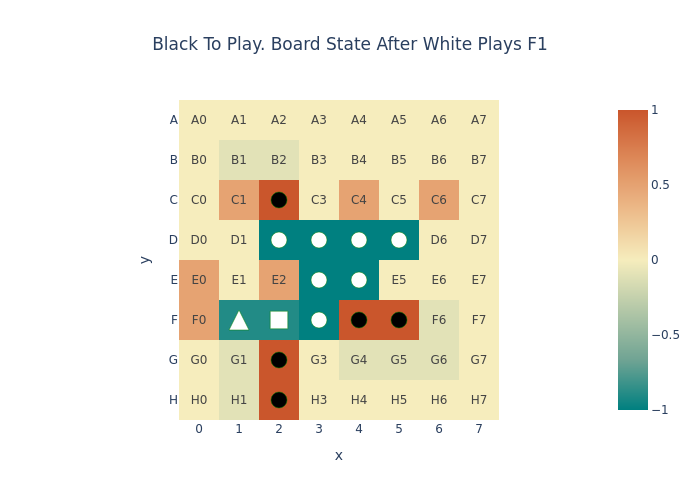 Black To Play. Board State After White Plays F1
A A0 A1 A2 A3 A4 A5 A6 A7
B B0 B1 B2 B3 B4 B5 B6 B7
C C0 C1 C3 C4 C5 C6 C7
D D0 D1 D6 D7
E E0 E1 E2 E5 E6 E7
F F0 F6 F7
G G0 G1 G3 G4 G5 G6 G7
H H0 H1 H3 H4 H5 H6 H7
0 1 2 3 4 5 6 7
x
y
1
0.5
0
−0.5
−1